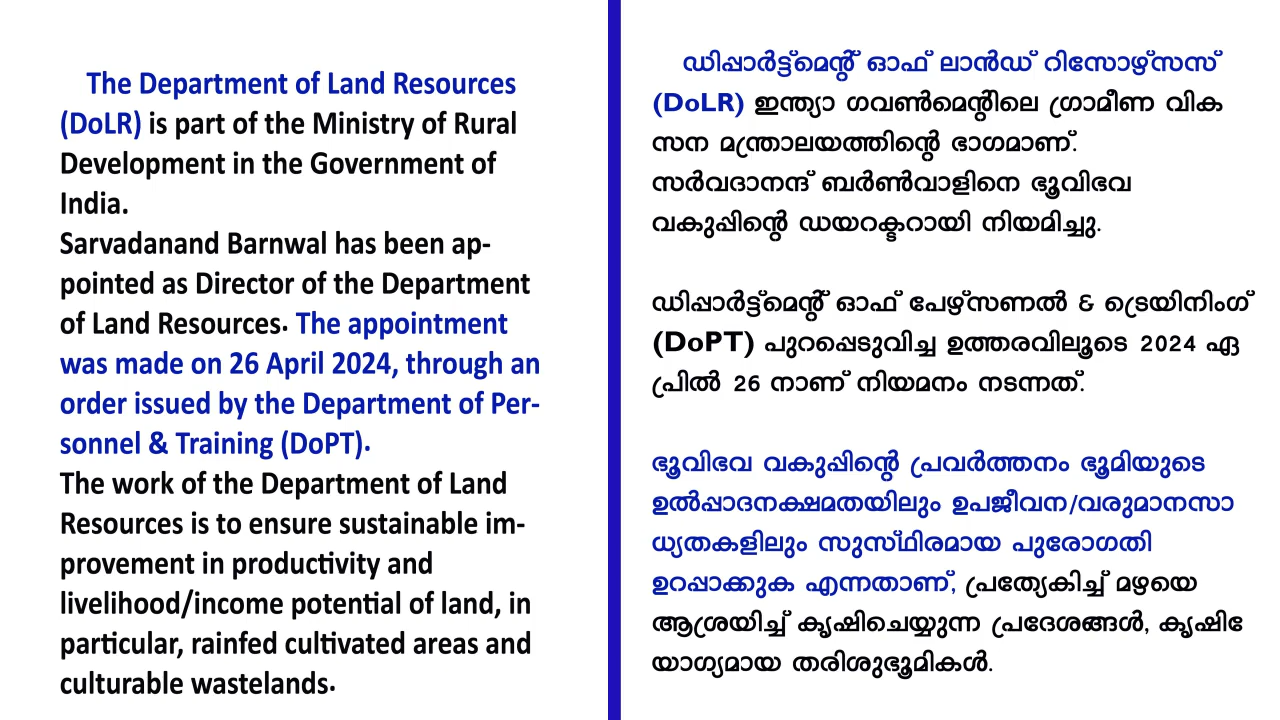 The Department of Land Resources
(DoLR) is part of the Ministry of Rural
Development in the Government of
India.
Sarvadanand Barnwal has been ap-
pointed as Director of the Department
of Land Resources. The appointment
was made on 26 April 2024, through an
order issued by the Department of Per-
sonnel & Training (DoPT).
The work of the Department of Land
Resources is to ensure sustainable im-
provement in productivity and
livelihood/income potential of land, in
particular, rainfed cultivated areas and
culturable wastelands.
ഡിപ്പാർട്ട്മെന്റ് ഓഫ് ലാൻഡ് റിസോഴ്സസ്
(DoLR) ഇന്ത്യാ ഗവൺമെന്റിലെ ഗ്രാമീണ വിക
സന മന്ത്രാലയത്തിന്റെ ഭാഗമാണ്.
സർവദാനന്ദ് ബർൺവാളിനെ ഭൂവിഭവ
വകുപ്പിന്റെ ഡയറക്ടറായി നിയമിച്ചു.
ഡിപ്പാർട്ട്മെന്റ് ഓഫ് പേഴ്സണൽ & ട്രെയിനിംഗ്
(DoPT) പുറപ്പെടുവിച്ച ഉത്തരവിലൂടെ 2024 ഏ
പ്രിൽ 26 നാണ് നിയമനം നടന്നത്.
ഭൂവിഭവ വകുപ്പിന്റെ പ്രവർത്തനം ഭൂമിയുടെ
ഉൽപ്പാദനക്ഷമതയിലും ഉപജീവന/വരുമാനസാ
ധ്യതകളിലും സുസ്ഥിരമായ പുരോഗതി
ഉറപ്പാക്കുക എന്നതാണ്, പ്രത്യേകിച്ച് മഴയെ
ആശ്രയിച്ച് കൃഷിചെയ്യുന്ന പ്രദേശങ്ങൾ, കൃഷിയോ
ഗ്യമായ തരിശുഭൂമികൾ.